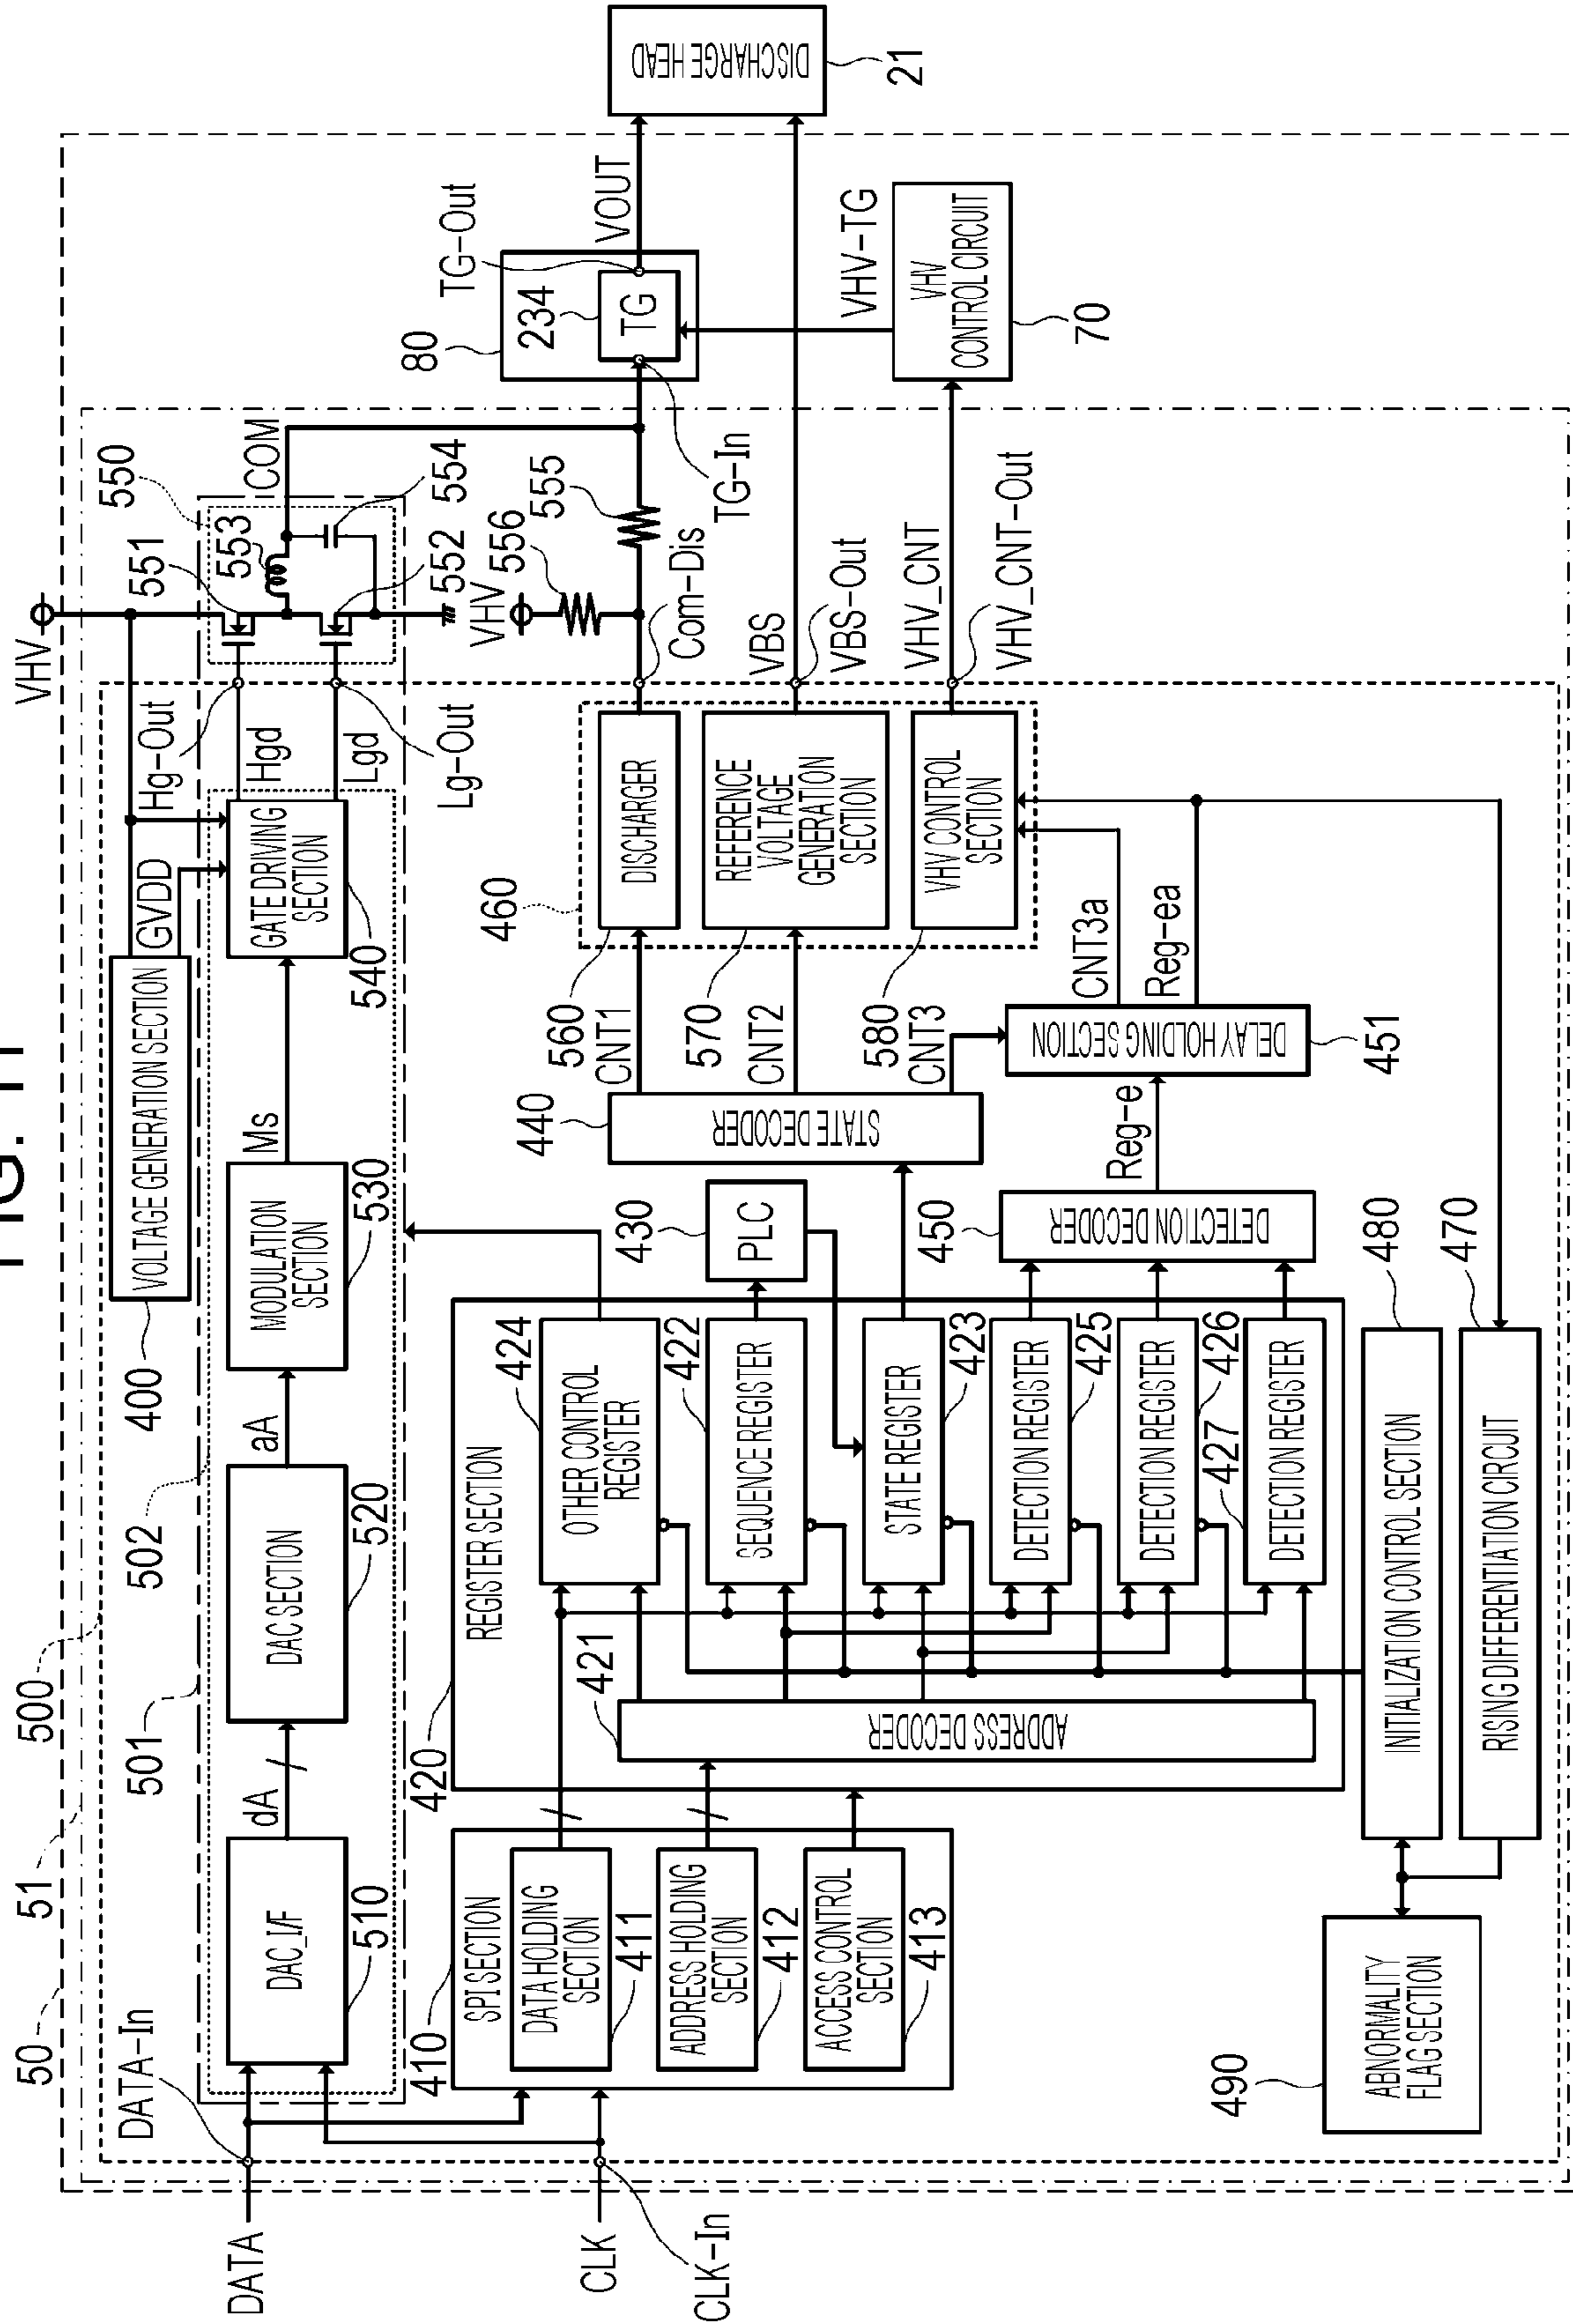 FIG. 11
50
51
500
501
502
400
VOLTAGE GENERATION SECTION
GVDD
VHV
DATA-In
DATA
CLK
CLK-In
DAC_I/F
510
dA
DAC SECTION
520
aA
MODULATION
SECTION
530
Ms
GATE DRIVING
SECTION
540
Hg-Out
Hgd
Lgd
Lg-Out
550
551
553
552
554
COM
VHV
556
555
Com-Dis
TG-In
80
234
TG
TG-Out
VOUT
DISCHARGE HEAD
21
410
SPI SECTION
DATA HOLDING
SECTION
411
ADDRESS HOLDING
SECTION
412
ACCESS CONTROL
SECTION
413
420
REGISTER SECTION
421
ADDRESS DECODER
OTHER CONTROL
REGISTER
424
SEQUENCE REGISTER
422
STATE REGISTER
423
DETECTION REGISTER
425
DETECTION REGISTER
426
DETECTION REGISTER
427
430
PLC
440
STATE DECODER
450
DETECTION DECODER
Reg-e
DELAY HOLDING SECTION
451
CNT1
CNT2
CNT3
CNT3a
Reg-ea
460
DISCHARGER
560
REFERENCE
VOLTAGE
GENERATION
SECTION
570
VHV CONTROL
SECTION
580
VBS
VBS-Out
VHV_CNT
VHV_CNT-Out
VHV-TG
VHV
CONTROL CIRCUIT
70
INITIALIZATION CONTROL SECTION
480
RISING DIFFERENTIATION CIRCUIT
470
ABNORMALITY
FLAG SECTION
490